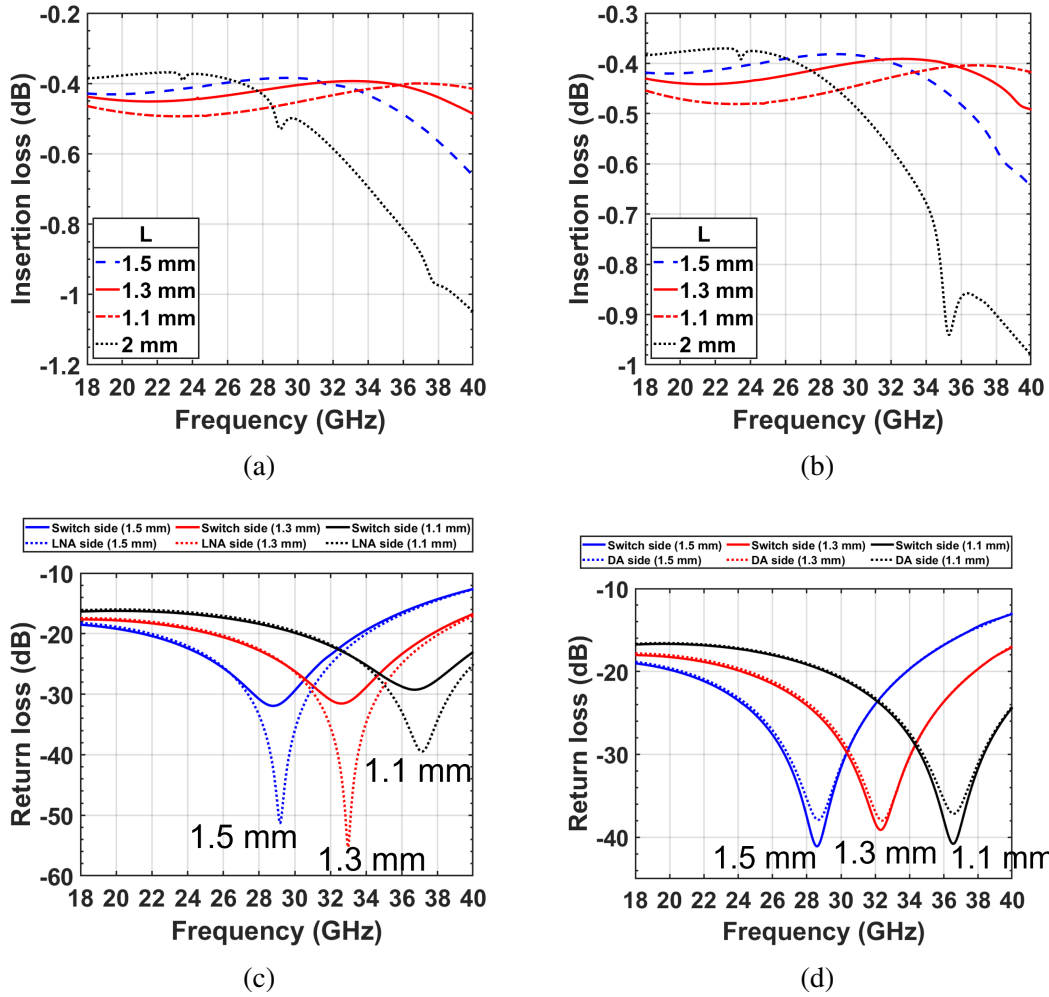 -0.2
-0.4
-0.6
-0.8
-1
-1.2
Insertion loss (dB)
L
1.5 mm
1.3 mm
1.1 mm
2 mm
18 20 22 24 26 28 30 32 34 36 38 40
Frequency (GHz)
(a)
-0.3
-0.4
-0.5
-0.6
-0.7
-0.8
-0.9
-1
Insertion loss (dB)
L
1.5 mm
1.3 mm
1.1 mm
2 mm
18 20 22 24 26 28 30 32 34 36 38 40
Frequency (GHz)
(b)
Switch side (1.5 mm) Switch side (1.3 mm) Switch side (1.1 mm)
LNA side (1.5 mm) LNA side (1.3 mm) LNA side (1.1 mm)
-10
-20
-30
-40
-50
-60
Return loss (dB)
1.1 mm
1.5 mm
1.3 mm
18 20 22 24 26 28 30 32 34 36 38 40
Frequency (GHz)
(c)
Switch side (1.5 mm) Switch side (1.3 mm) Switch side (1.1 mm)
DA side (1.5 mm) DA side (1.3 mm) DA side (1.1 mm)
-10
-20
-30
-40
Return loss (dB)
1.5 mm 1.3 mm 1.1 mm
18 20 22 24 26 28 30 32 34 36 38 40
Frequency (GHz)
(d)